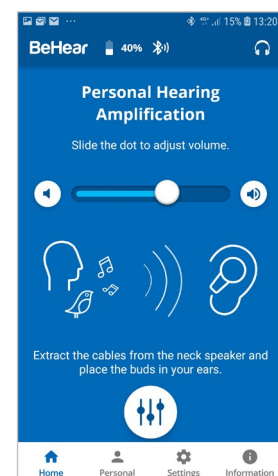 4G+ 15% 13:20
BeHear 40%
Personal Hearing
Amplification
Slide the dot to adjust volume.
Extract the cables from the neck speaker and
place the buds in your ears.
Home Personal Settings Information